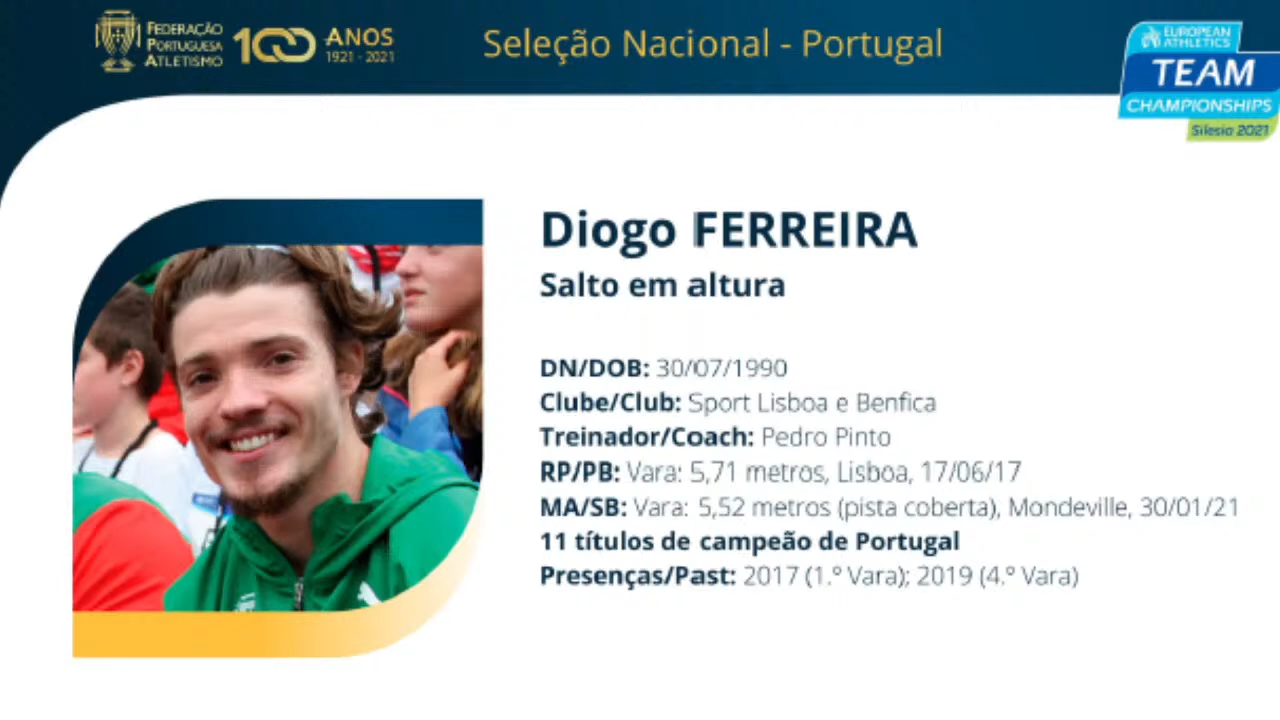 FEDERAÇÃO
PORTUGUESA
ATLETISMO
100 ANOS
1921 - 2021
Seleção Nacional - Portugal
EUROPEAN
ATHLETICS
TEAM
CHAMPIONSHIPS
Silesia 2021
Diogo FERREIRA
Salto em altura
DN/DOB: 30/07/1990
Clube/Club: Sport Lisboa e Benfica
Treinador/Coach: Pedro Pinto
RP/PB: Vara: 5,71 metros, Lisboa, 17/06/17
MA/SB: Vara: 5,52 metros (pista coberta), Mondeville, 30/01/21
11 títulos de campeão de Portugal
Presenças/Past: 2017 (1.º Vara); 2019 (4.º Vara)